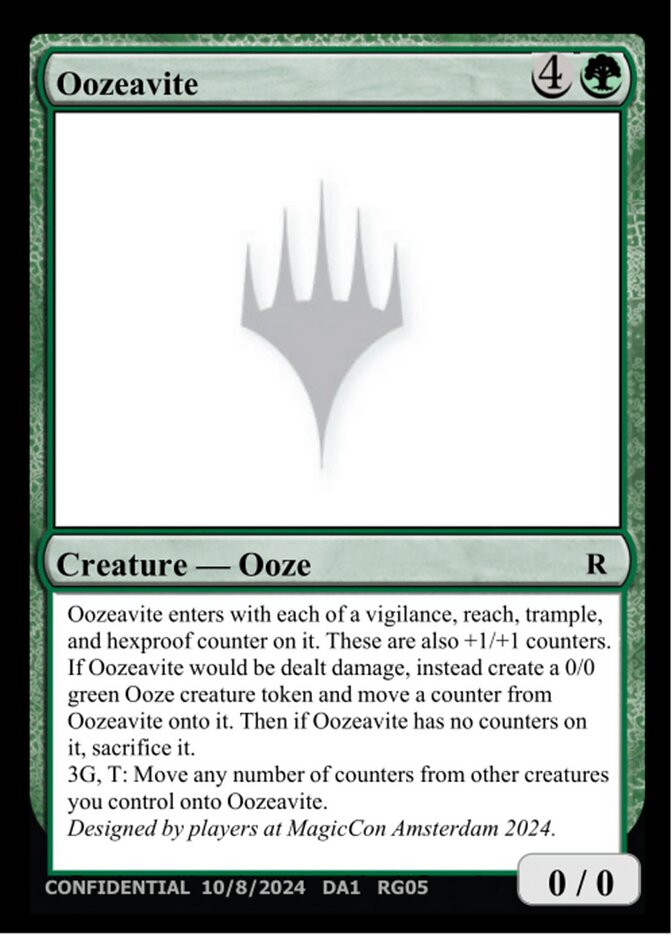 Oozeavite 4
Creature — Ooze R
Oozeavite enters with each of a vigilance, reach, trample,
and hexproof counter on it. These are also +1/+1 counters.
If Oozeavite would be dealt damage, instead create a 0/0
green Ooze creature token and move a counter from
Oozeavite onto it. Then if Oozeavite has no counters on
it, sacrifice it.
3G, T: Move any number of counters from other creatures
you control onto Oozeavite.
Designed by players at MagicCon Amsterdam 2024.
CONFIDENTIAL 10/8/2024 DA1 RG05
0 / 0